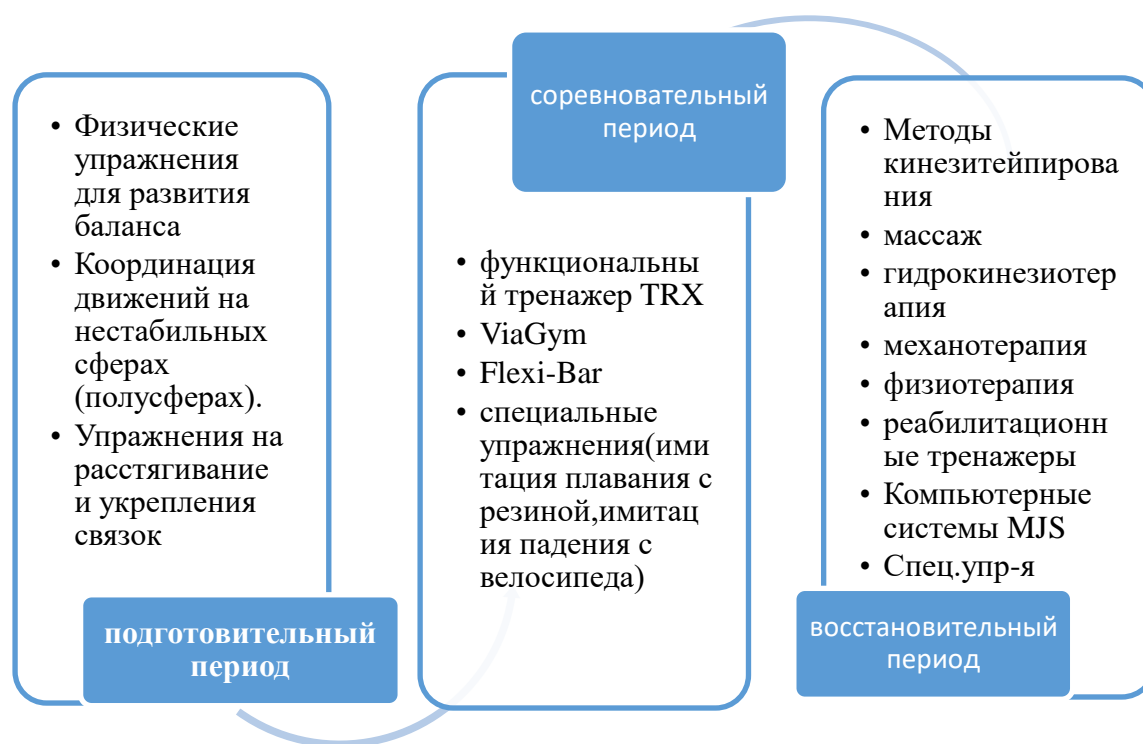 • Физические
упражнения
для развития
баланса
• Координация
движений на
нестабильных
сферах
(полусферах).
• Упражнения на
расстягивание
и укрепления
связок
подготовительный
период
соревновательный
период
• функциональны
й тренажер TRX
• ViaGym
• Flexi-Bar
• специальные
упражнения(ими
тация плавания с
резиной,имитац
ия падения с
велосипеда)
• Методы
кинезитейпирова
ния
• массаж
• гидрокинезиотер
апия
• механотерапия
• физиотерапия
• реабилитационн
ые тренажеры
• Компьютерные
системы MJS
• Спец.упр-я
восстановительный
период